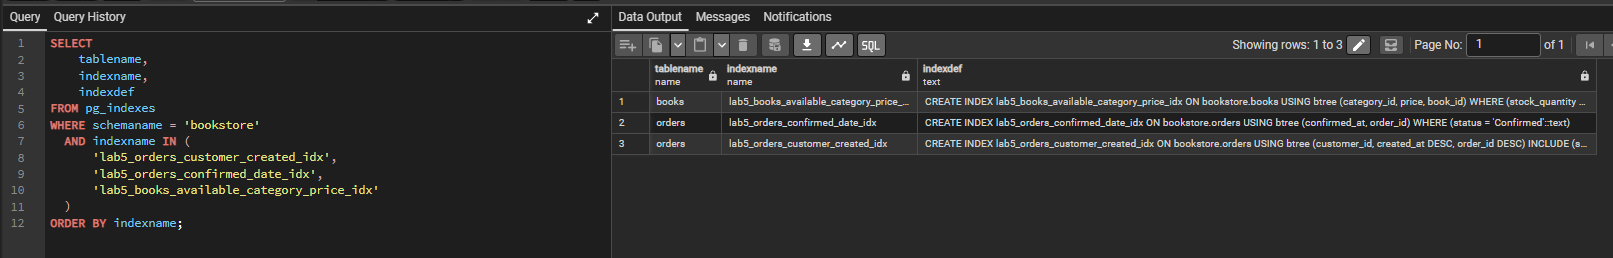 Query Query History
1 SELECT
2 tablename,
3 indexname,
4 indexdef
5 FROM pg_indexes
6 WHERE schemaname = 'bookstore'
7 AND indexname IN (
8 'lab5_orders_customer_created_idx',
9 'lab5_orders_confirmed_date_idx',
10 'lab5_books_available_category_price_idx'
11 )
12 ORDER BY indexname;
Data Output Messages Notifications
SQL Showing rows: 1 to 3 Page No: 1 of 1
tablename indexname indexdef
name name text
1 books lab5_books_available_category_price_... CREATE INDEX lab5_books_available_category_price_idx ON bookstore.books USING btree (category_id, price, book_id) WHERE (stock_quantity ...
2 orders lab5_orders_confirmed_date_idx CREATE INDEX lab5_orders_confirmed_date_idx ON bookstore.orders USING btree (confirmed_at, order_id) WHERE (status = 'Confirmed'::text)
3 orders lab5_orders_customer_created_idx CREATE INDEX lab5_orders_customer_created_idx ON bookstore.orders USING btree (customer_id, created_at DESC, order_id DESC) INCLUDE (s...